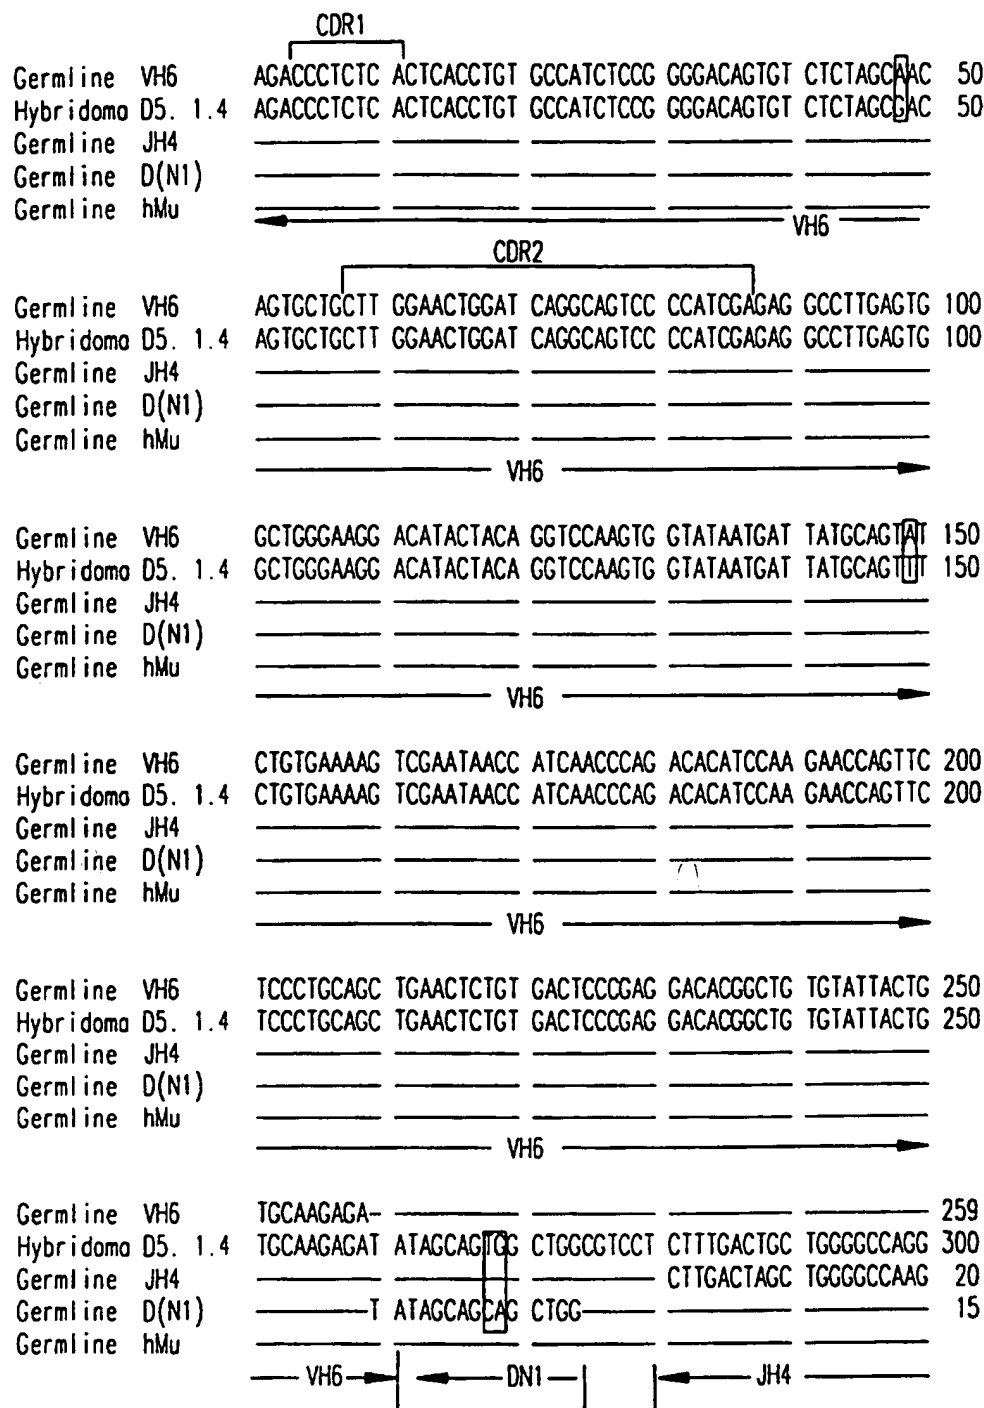 CDR1
Germline VH6 AGACCCTCTC ACTCACCTGT GCCATCTCCG GGGACAGTGT CTCTAGCAAC 50
Hybridoma D5. 1.4 AGACCCTCTC ACTCACCTGT GCCATCTCCG GGGACAGTGT CTCTAGCGAC 50
Germline JH4
Germline D(N1)
Germline hMu
VH6
CDR2
Germline VH6 AGTGCTGCTT GGAACTGGAT CAGGCAGTCC CCATCGAGAG GCCTTGAGTG 100
Hybridoma D5. 1.4 AGTGCTGCTT GGAACTGGAT CAGGCAGTCC CCATCGAGAG GCCTTGAGTG 100
Germline JH4
Germline D(N1)
Germline hMu
VH6
Germline VH6 GCTGGGAAGG ACATACTACA GGTCCAAGTG GTATAATGAT TATGCAGTAT 150
Hybridoma D5. 1.4 GCTGGGAAGG ACATACTACA GGTCCAAGTG GTATAATGAT TATGCAGTTT 150
Germline JH4
Germline D(N1)
Germline hMu
VH6
Germline VH6 CTGTGAAAAG TCGAATAACC ATCAACCCAG ACACATCCAA GAACCAGTTC 200
Hybridoma D5. 1.4 CTGTGAAAAG TCGAATAACC ATCAACCCAG ACACATCCAA GAACCAGTTC 200
Germline JH4
Germline D(N1)
Germline hMu
VH6
Germline VH6 TCCCTGCAGC TGAACTCTGT GACTCCCGAG GACACGGCTG TGTATTACTG 250
Hybridoma D5. 1.4 TCCCTGCAGC TGAACTCTGT GACTCCCGAG GACACGGCTG TGTATTACTG 250
Germline JH4
Germline D(N1)
Germline hMu
VH6
Germline VH6 TGCAAGAGA- 259
Hybridoma D5. 1.4 TGCAAGAGAT ATAGCAGTGG CTGGCGTCCT CTTTGACTGC TGGGGCCAGG 300
Germline JH4 CTTGACTAGC TGGGGCCAAG 20
Germline D(N1) T ATAGCAGCAG CTGG 15
Germline hMu
VH6 DN1 JH4